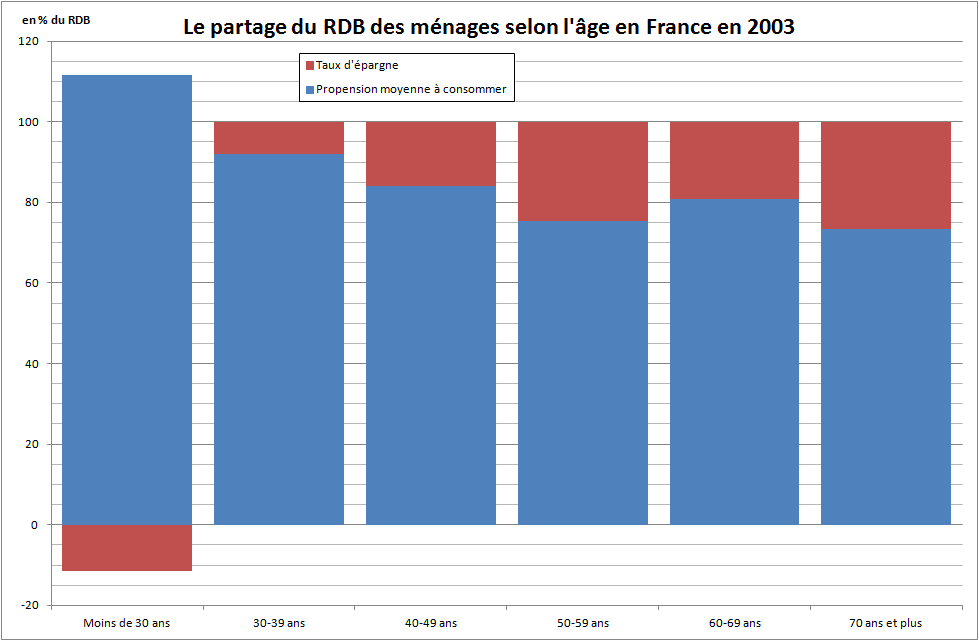 en % du RDB
Le partage du RDB des ménages selon l'âge en France en 2003
Taux d'épargne
Propension moyenne à consommer
120
100
80
60
40
20
0
-20
Moins de 30 ans
30-39 ans
40-49 ans
50-59 ans
60-69 ans
70 ans et plus